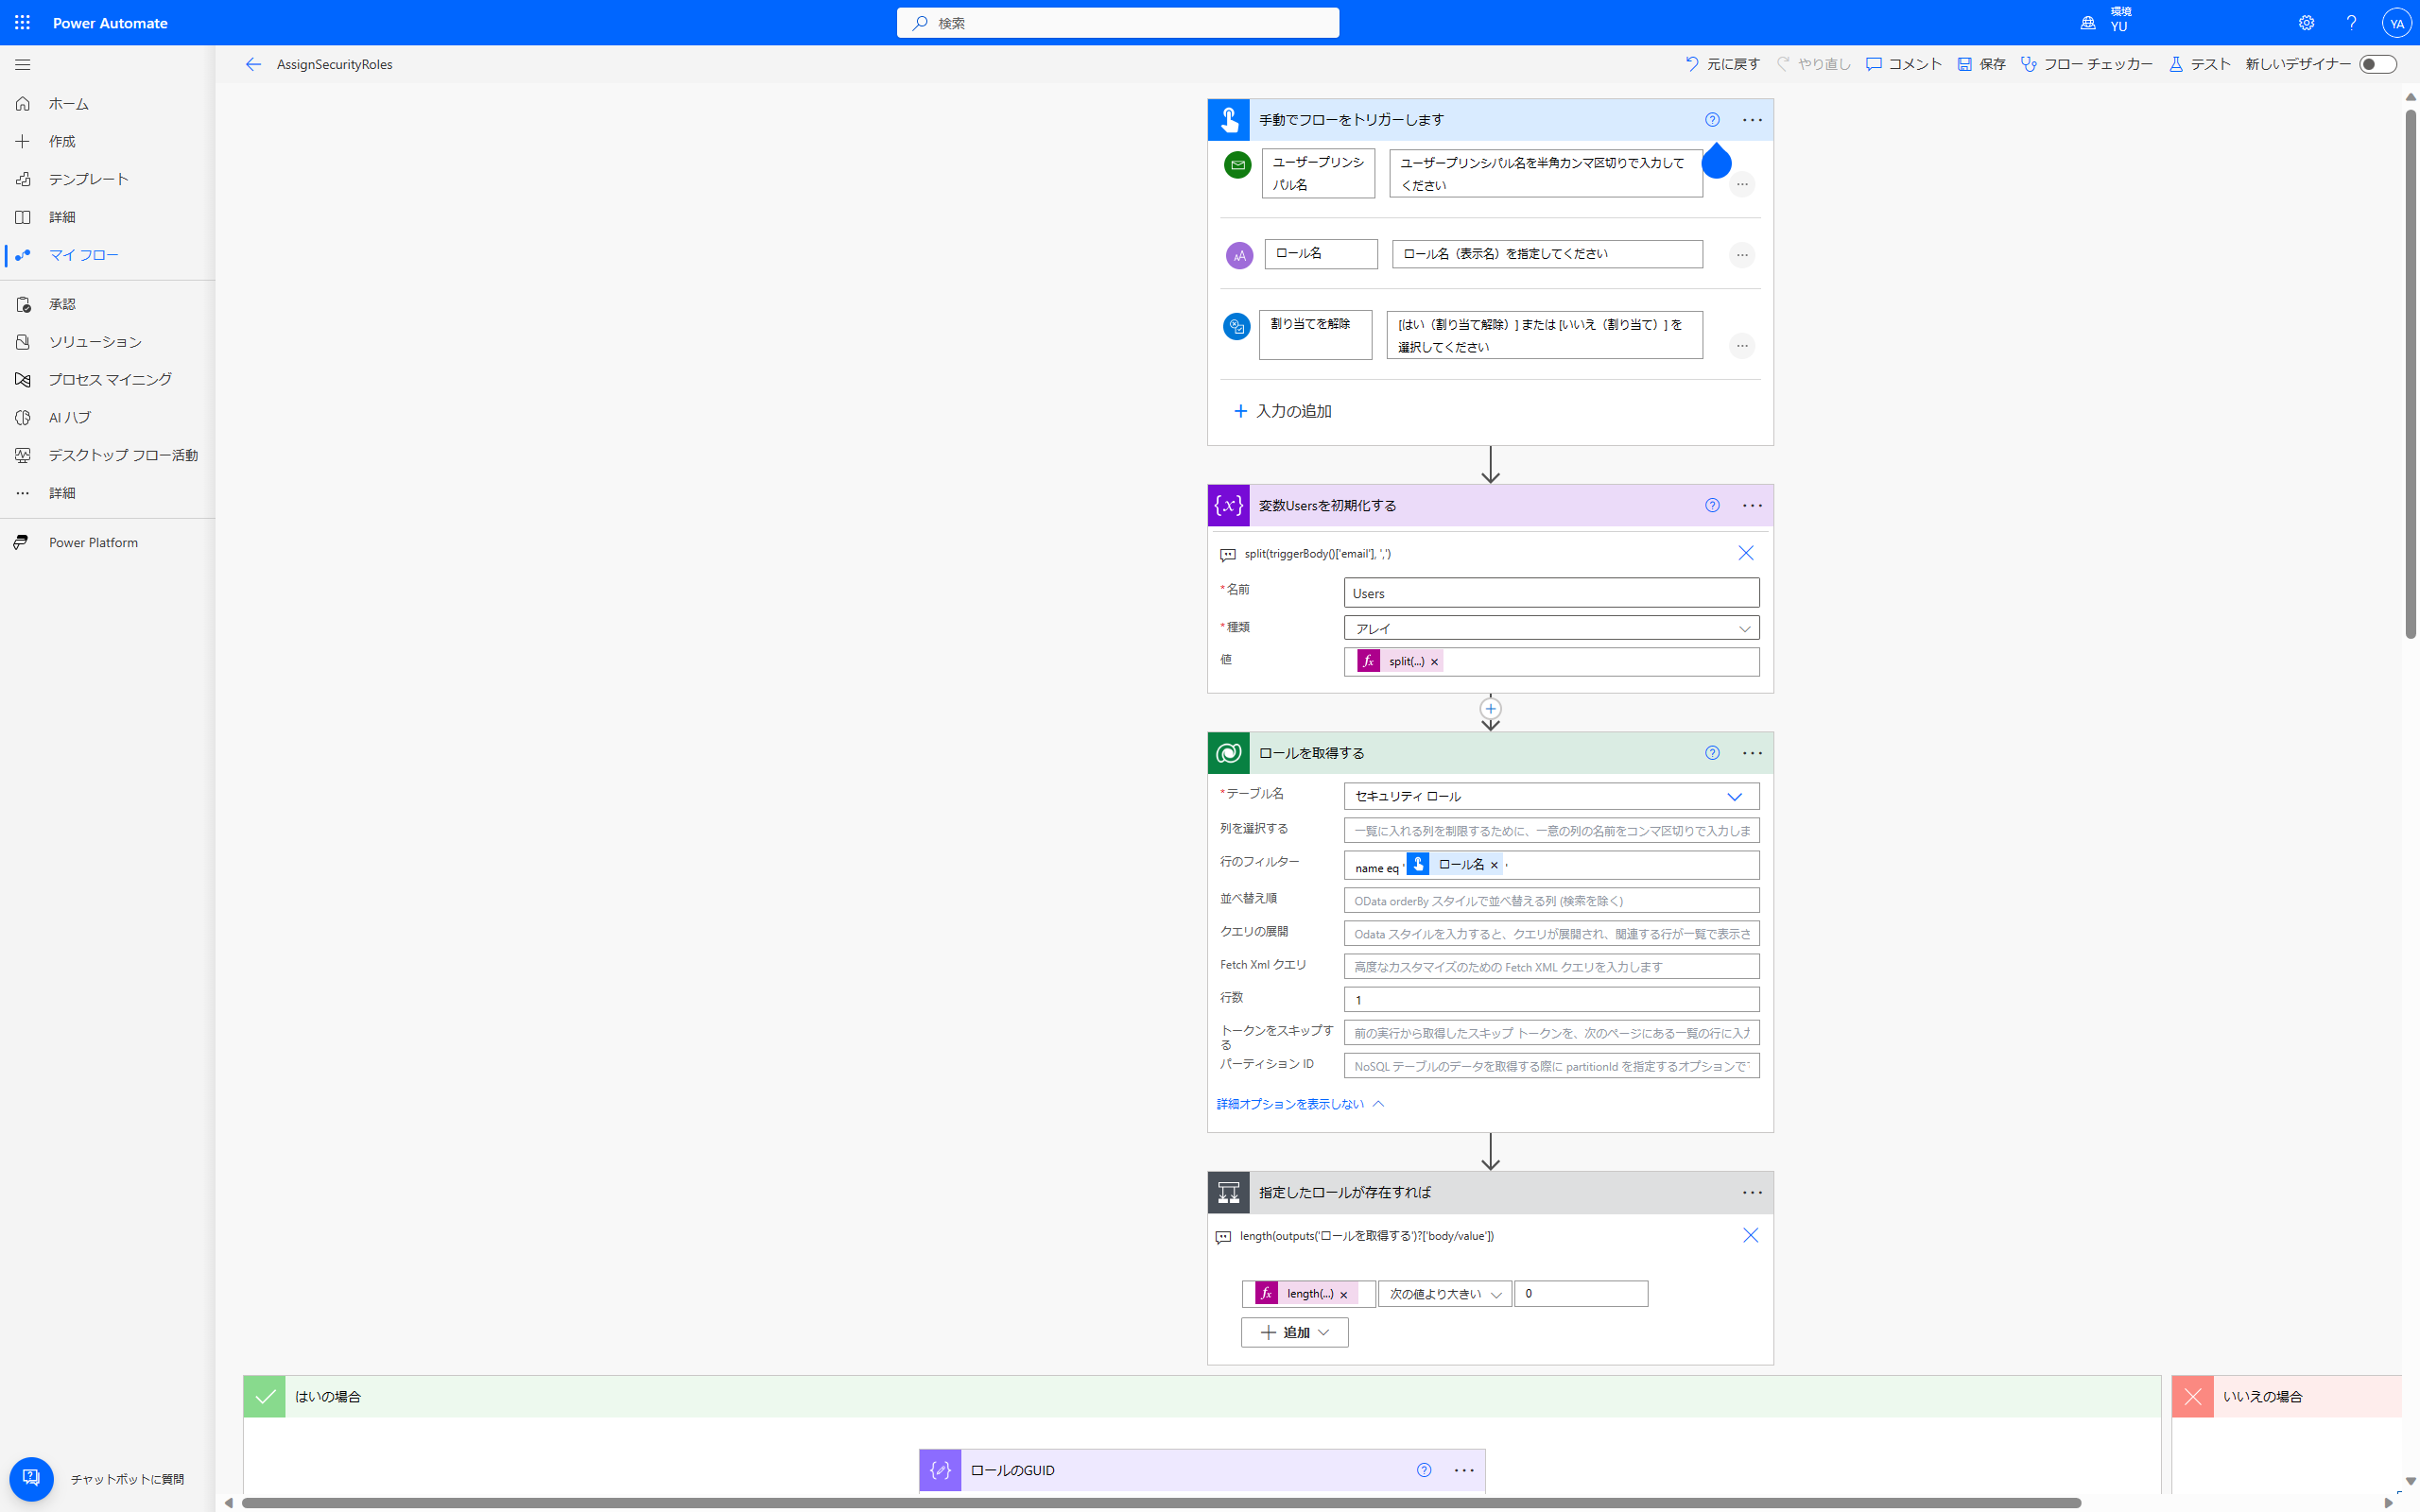 Power Automate
検索
環境
YU
YA
AssignSecurityRoles
元に戻す
やり直し
コメント
保存
フロー チェッカー
テスト
新しいデザイナー
ホーム
作成
テンプレート
詳細
マイ フロー
承認
ソリューション
プロセス マイニング
AI ハブ
デスクトップ フロー活動
詳細
Power Platform
チャットボットに質問
手動でフローをトリガーします
ユーザープリンシ
パル名
ユーザープリンシパル名を半角カンマ区切りで入力して
ください
ロール名
ロール名（表示名）を指定してください
割り当てを解除
[はい（割り当て解除）] または [いいえ（割り当て）] を
選択してください
入力の追加
変数Usersを初期化する
split(triggerBody()['email'], ',')
*名前
Users
*種類
アレイ
値
split(...)
ロールを取得する
*テーブル名
セキュリティ ロール
列を選択する
一覧に入れる列を制限するために、一意の列の名前をコンマ区切りで入力しま
行のフィルター
name eq ' ロール名 '
並べ替え順
OData orderBy スタイルで並べ替える列 (検索を除く)
クエリの展開
Odata スタイルを入力すると、クエリが展開され、関連する行が一覧で表示さ
Fetch Xml クエリ
高度なカスタマイズのための Fetch XML クエリを入力します
行数
1
トークンをスキップす
る
前の実行から取得したスキップ トークンを、次のページにある一覧の行に入力
パーティション ID
NoSQL テーブルのデータを取得する際に partitionId を指定するオプションで
詳細オプションを表示しない
指定したロールが存在すれば
length(outputs('ロールを取得する')?['body/value'])
length(...)
次の値より大きい
0
追加
はいの場合
いいえの場合
ロールのGUID